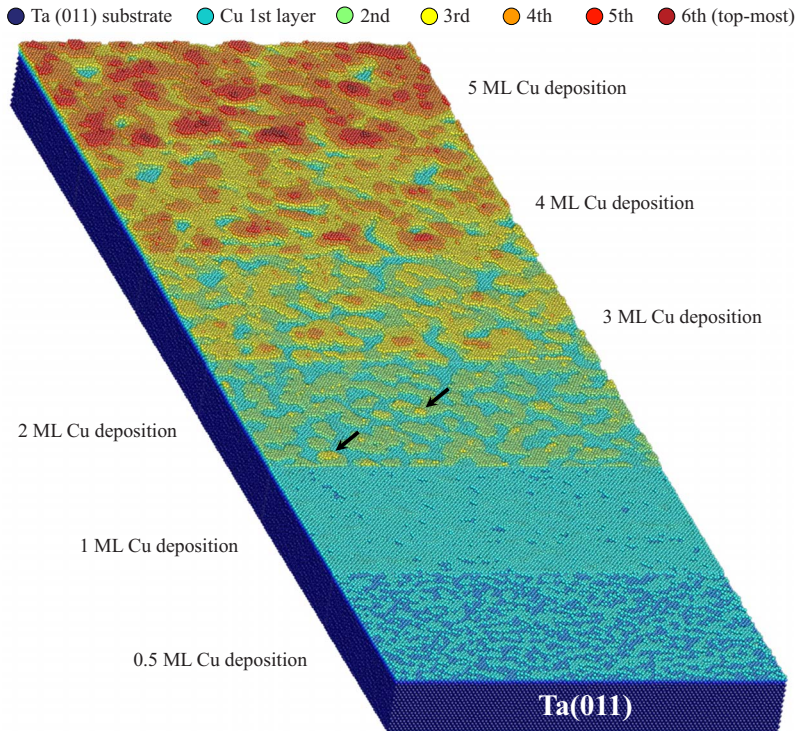 Ta (011) substrate Cu 1st layer 2nd 3rd 4th 5th 6th (top-most)
5 ML Cu deposition
4 ML Cu deposition
3 ML Cu deposition
2 ML Cu deposition
1 ML Cu deposition
0.5 ML Cu deposition
Ta(011)